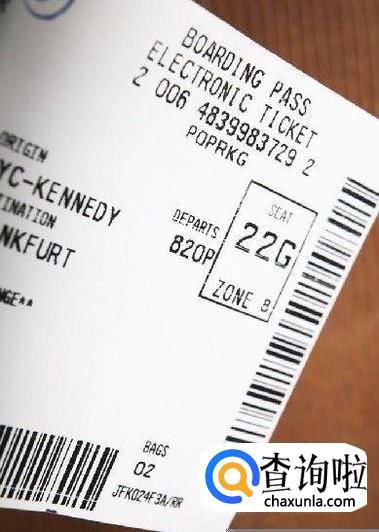 BOARDING PASS
ELECTRONIC TICKET
2 006 4839983729 2
POPRKG
ORIGIN
YC-KENNEDY
TINATION
NKFURT
NGE**
DEPARTS
820P
SEAT
22G
ZONE B
BAGS
02
JFK024F3A/RR
查询啦
chaxunla.com